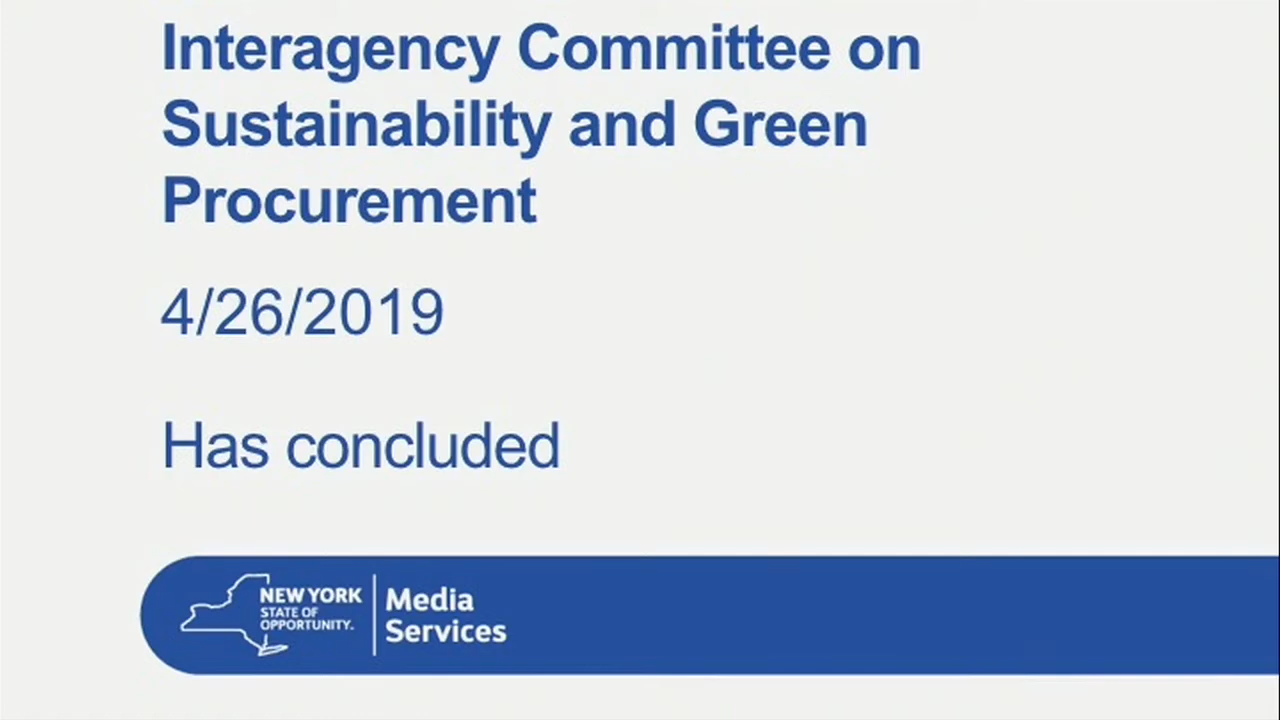 Interagency Committee on
Sustainability and Green
Procurement
4/26/2019
Has concluded
NEW YORK
STATE OF
OPPORTUNITY.
Media
Services